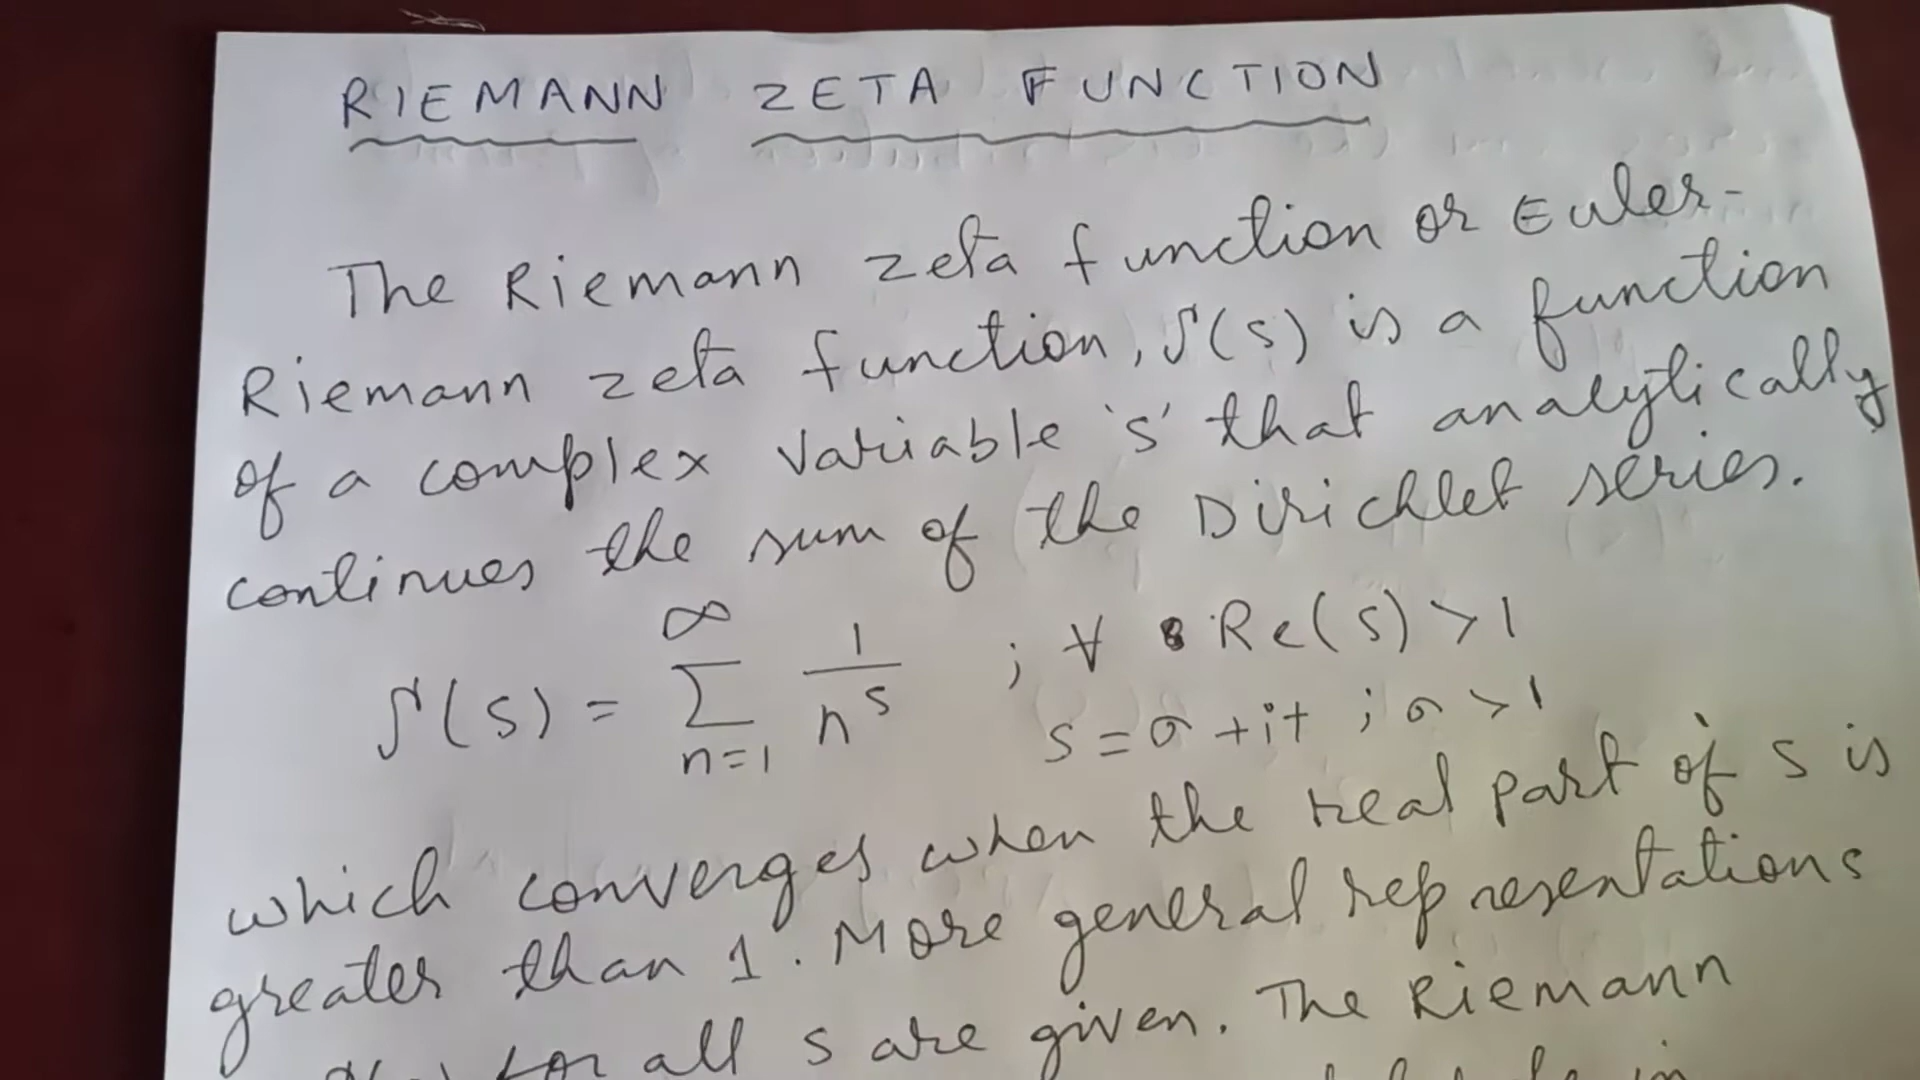 RIEMANN ZETA FUNCTION
The Riemann zeta function or Euler-
Riemann zeta function, ζ(s) is a function
of a complex variable 's' that analytically
continues the sum of the Dirichlet series.
ζ(s) = ∑_{n=1}^{∞} 1/n^s ; ∀ Re(s) > 1
s = σ + it ; σ > 1
which converges when the real part of s is
greater than 1. More general representations
for all s are given. The Riemann
in